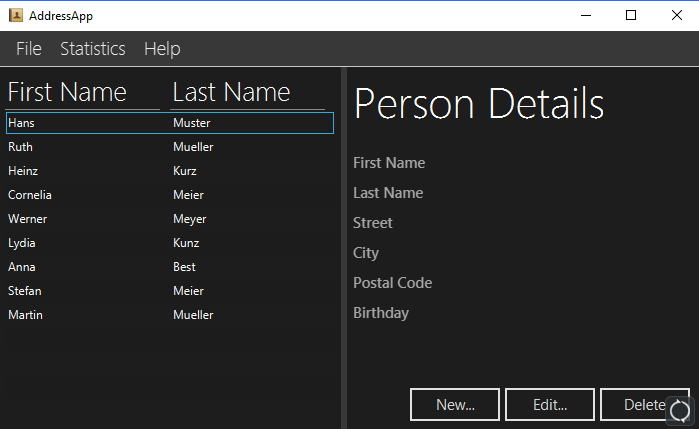 AddressApp
File Statistics Help
First Name Last Name
Hans Muster
Ruth Mueller
Heinz Kurz
Cornelia Meier
Werner Meyer
Lydia Kunz
Anna Best
Stefan Meier
Martin Mueller
Person Details
First Name
Last Name
Street
City
Postal Code
Birthday
New... Edit... Delete